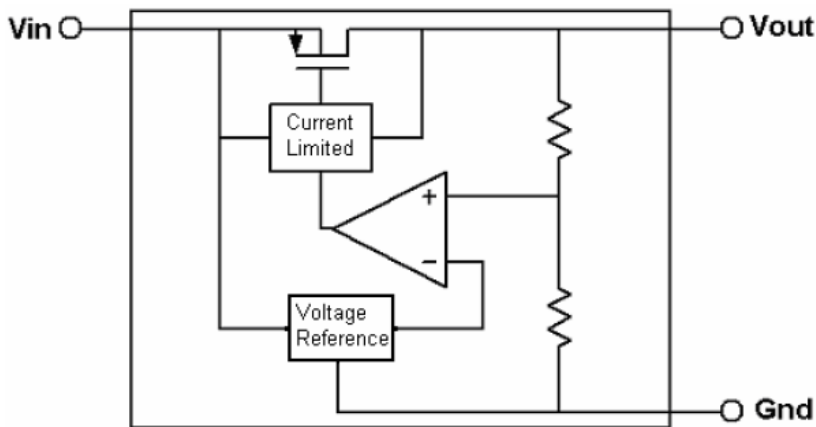 Vin
Vout
Current
Limited
+
−
Voltage
Reference
Gnd